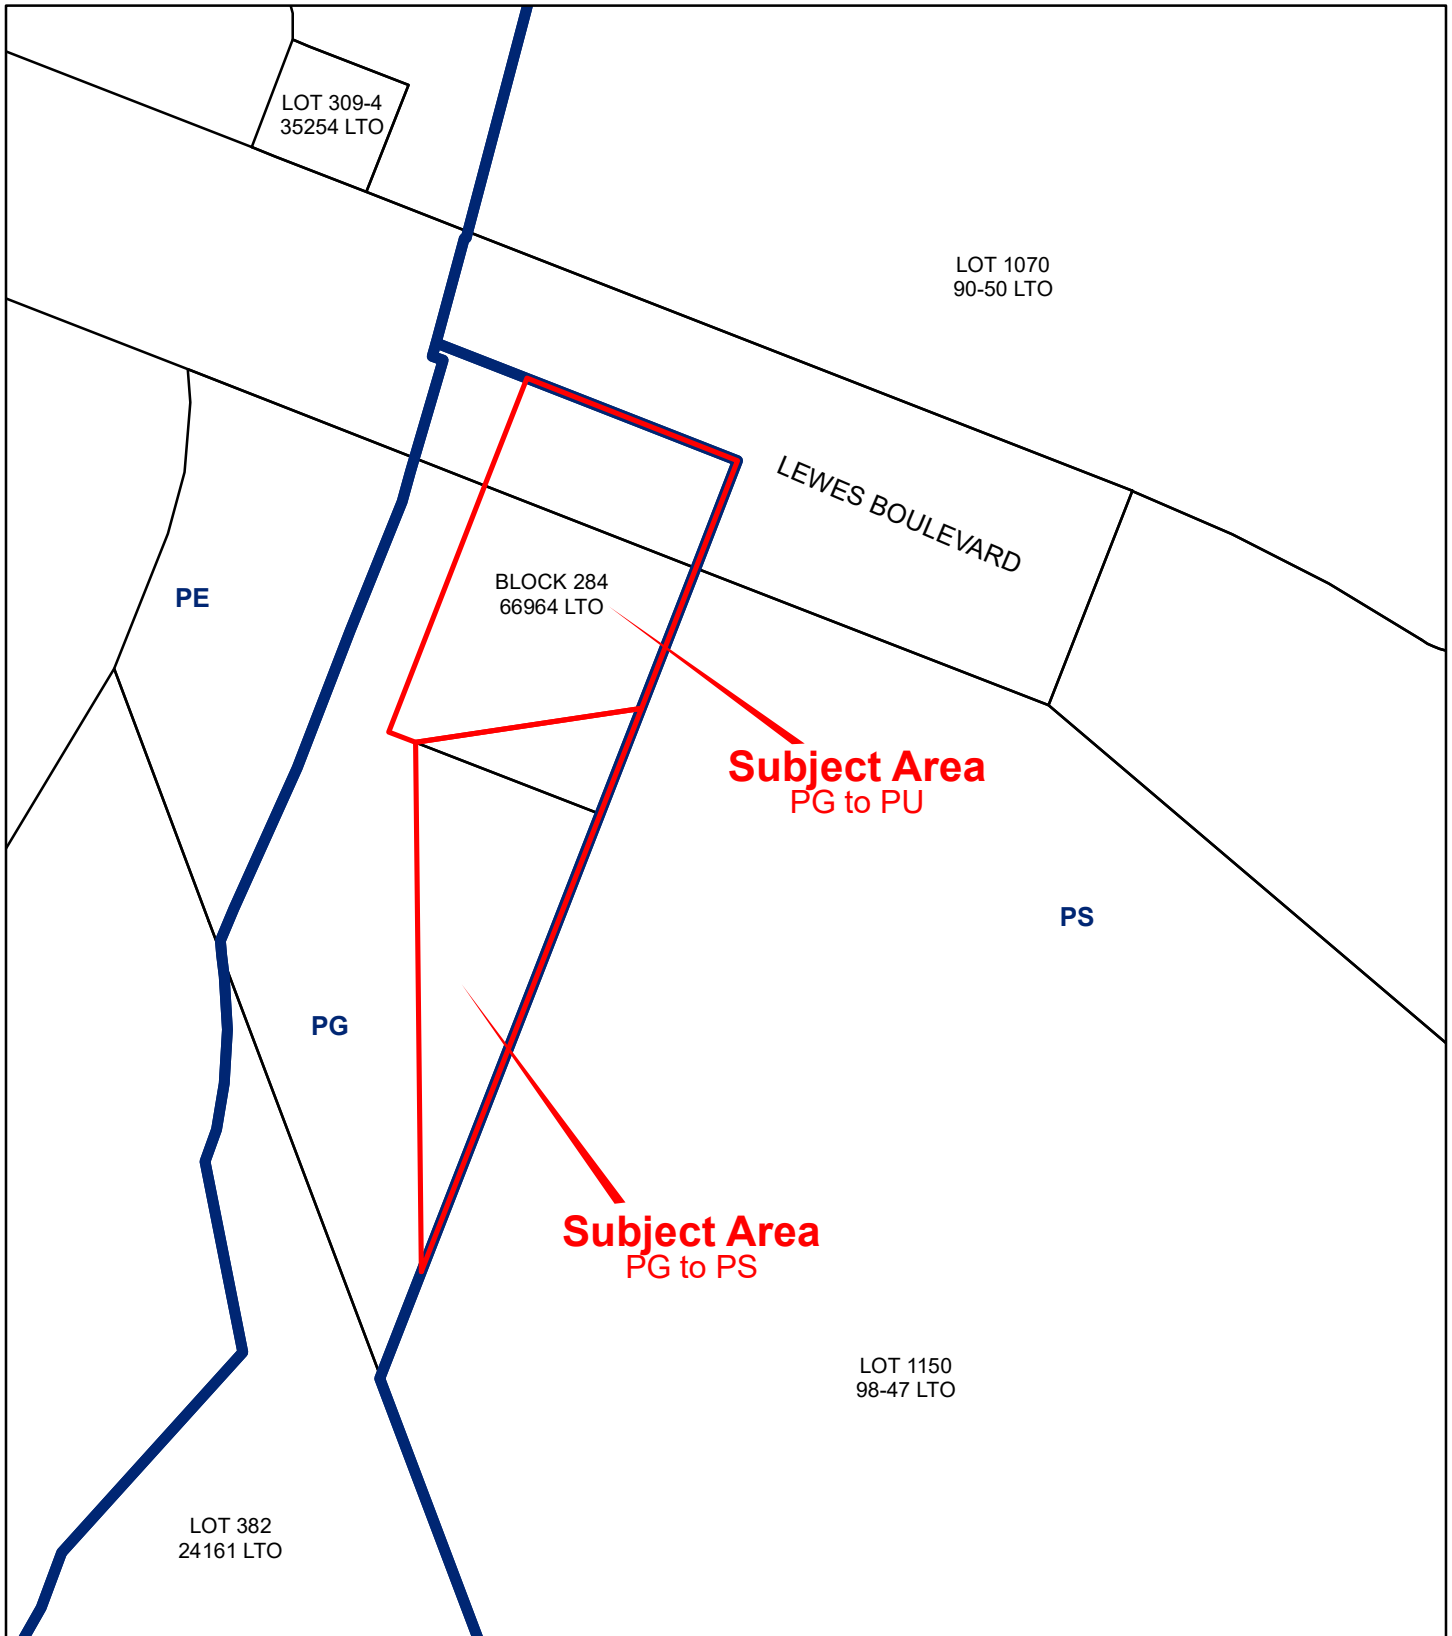 LOT 309-4
35254 LTO
LOT 1070
90-50 LTO
LEWES BOULEVARD
BLOCK 284
66964 LTO
PE
Subject Area
PG to PU
PS
PG
Subject Area
PG to PS
LOT 1150
98-47 LTO
LOT 382
24161 LTO